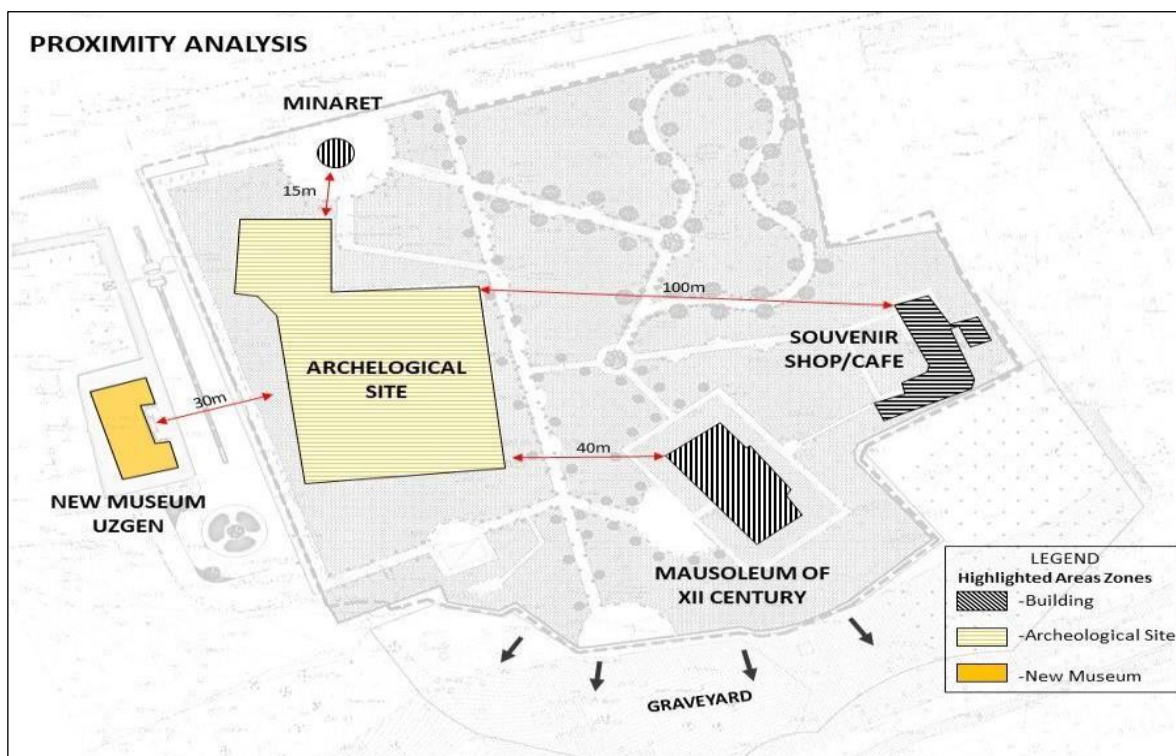 PROXIMITY ANALYSIS
MINARET
15m
100m
SOUVENIR
SHOP/CAFE
ARCHELOGICAL
SITE
30m
40m
NEW MUSEUM
UZGEN
MAUSOLEUM OF
XII CENTURY
GRAVEYARD
LEGEND
Highlighted Areas Zones
-Building
-Archeological Site
-New Museum